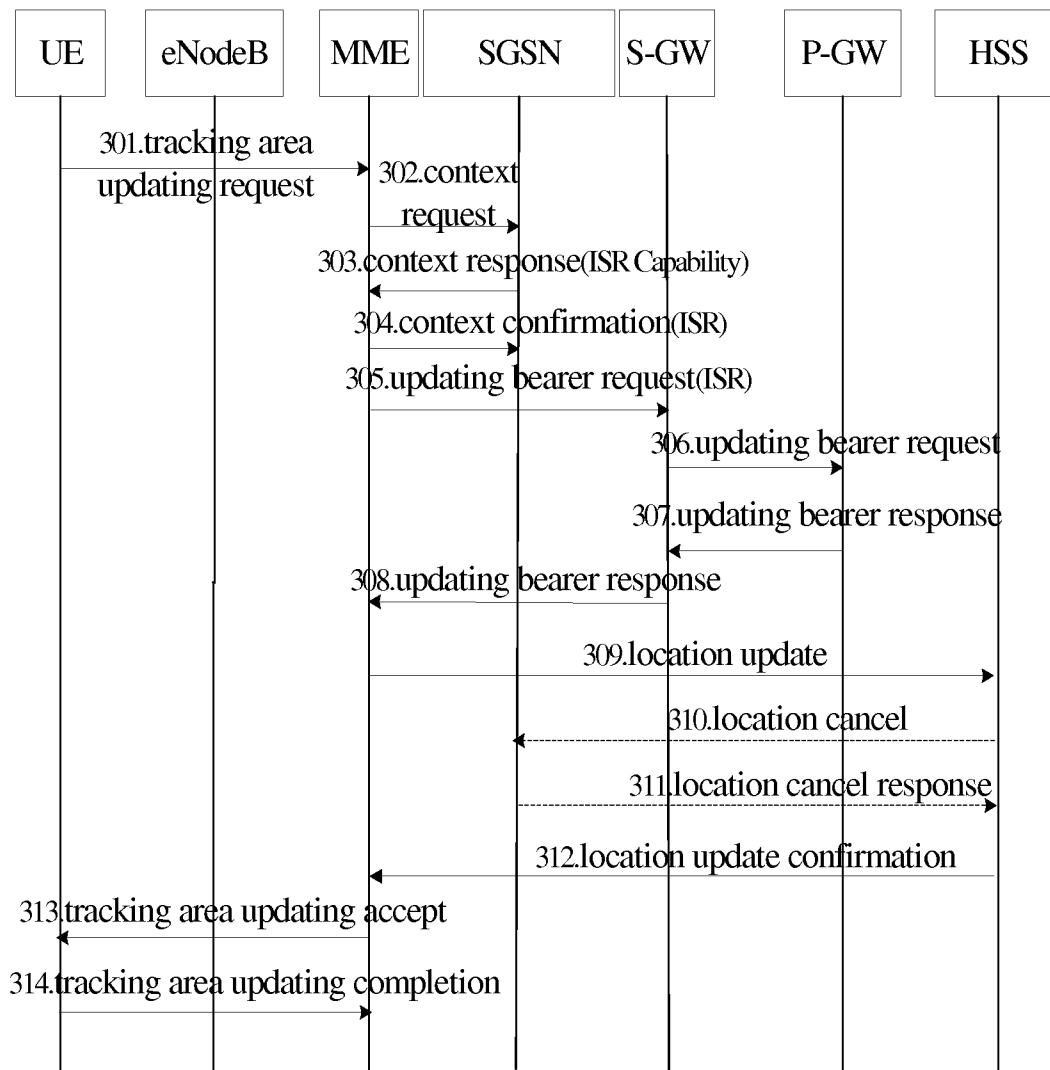 UE eNodeB MME SGSN S-GW P-GW HSS
301.tracking area
updating request
302.context
request
303.context response(ISR Capability)
304.context confirmation(ISR)
305.updating bearer request(ISR)
306.updating bearer request
307.updating bearer response
308.updating bearer response
309.location update
310.location cancel
311.location cancel response
312.location update confirmation
313.tracking area updating accept
314.tracking area updating completion